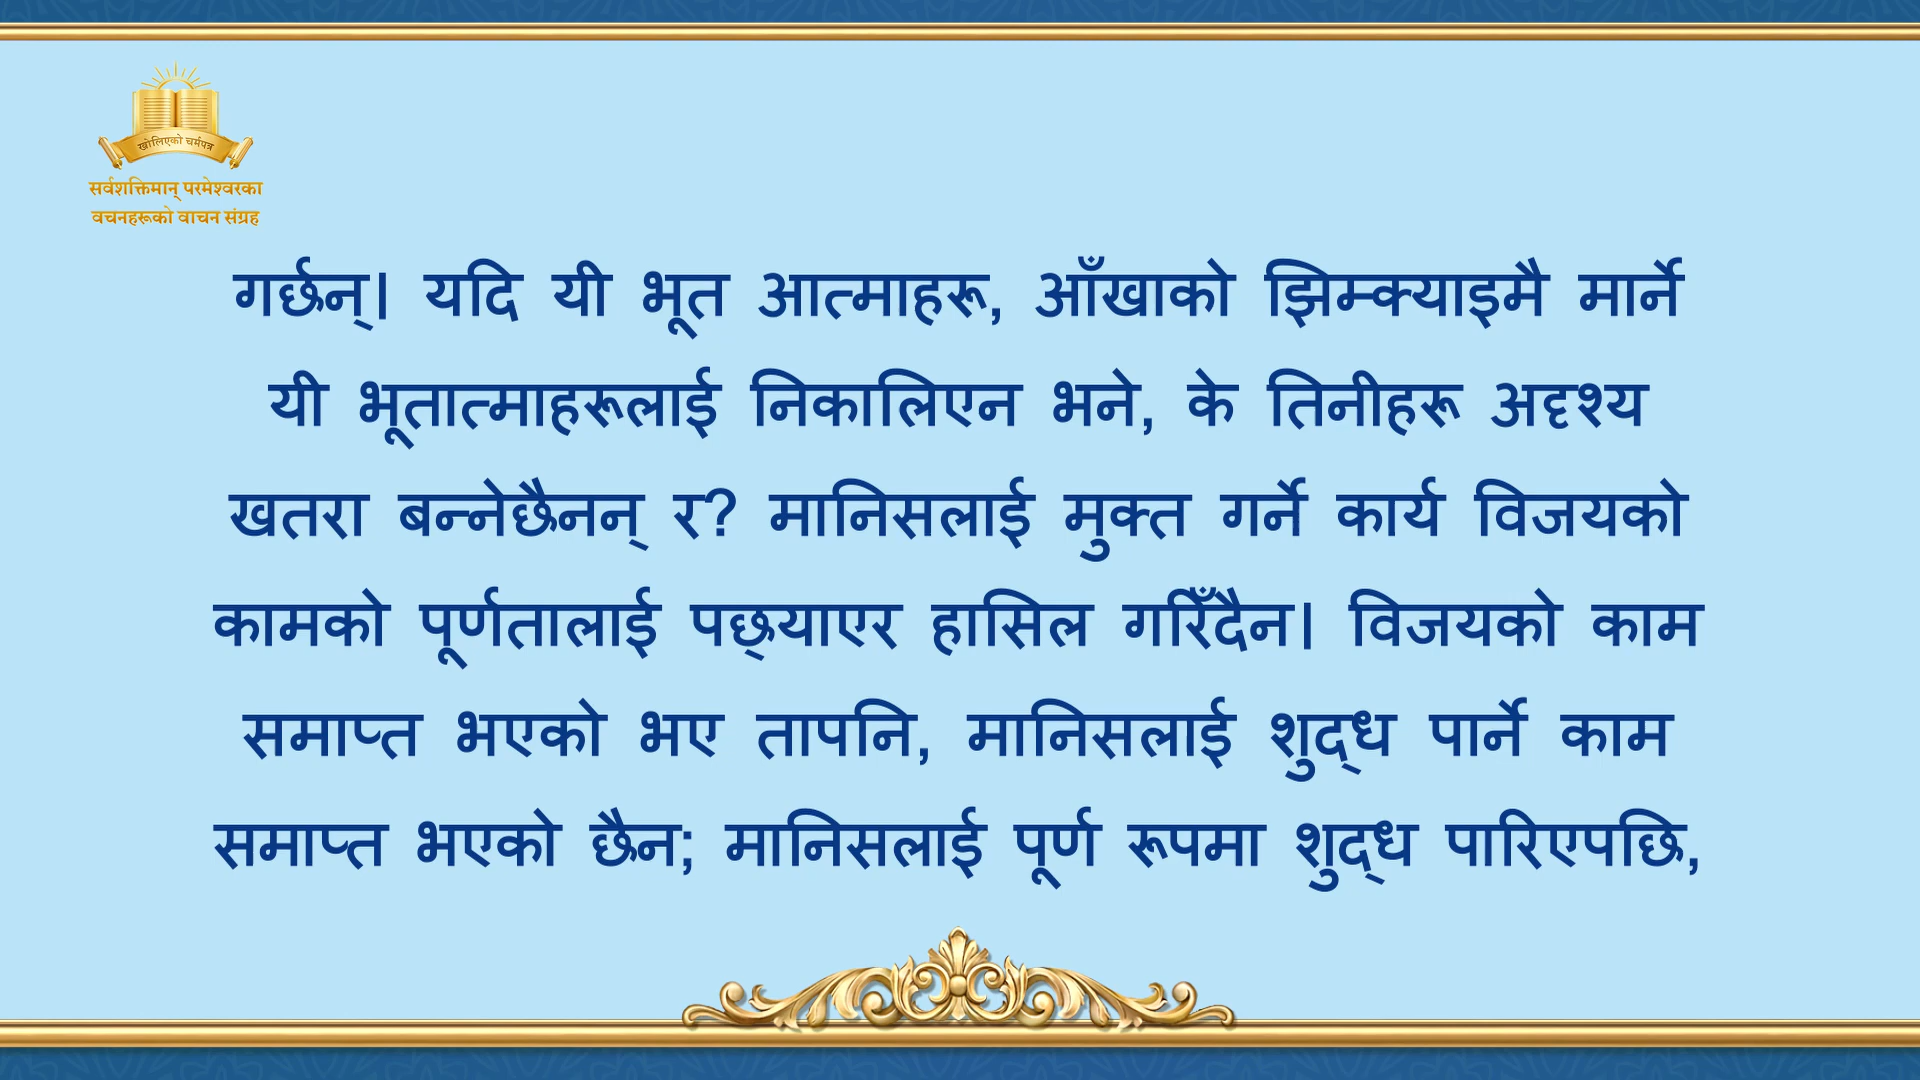 खोलिएको चर्मपत्र
सर्वशक्तिमान् परमेश्‍वरका
वचनहरूको वाचन संग्रह
गर्छन्। यदि यी भूत आत्माहरू, आँखाको झिम्क्याइमै मार्ने
यी भूतात्माहरूलाई निकालिएन भने, के तिनीहरू अदृश्य
खतरा बन्‍नेछैनन् र? मानिसलाई मुक्त गर्ने कार्य विजयको
कामको पूर्णतालाई पछ्याएर हासिल गरिँदैन। विजयको काम
समाप्त भएको भए तापनि, मानिसलाई शुद्ध पार्ने काम
समाप्त भएको छैन; मानिसलाई पूर्ण रूपमा शुद्ध पारिएपछि,